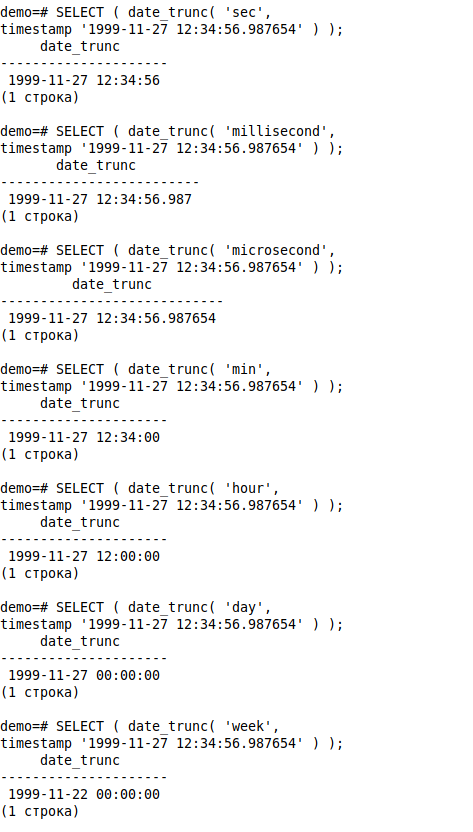 demo=# SELECT ( date_trunc( 'sec',
timestamp '1999-11-27 12:34:56.987654' ) );
     date_trunc
---------------------
 1999-11-27 12:34:56
(1 строка)

demo=# SELECT ( date_trunc( 'millisecond',
timestamp '1999-11-27 12:34:56.987654' ) );
       date_trunc
-------------------------
 1999-11-27 12:34:56.987
(1 строка)

demo=# SELECT ( date_trunc( 'microsecond',
timestamp '1999-11-27 12:34:56.987654' ) );
         date_trunc
----------------------------
 1999-11-27 12:34:56.987654
(1 строка)

demo=# SELECT ( date_trunc( 'min',
timestamp '1999-11-27 12:34:56.987654' ) );
     date_trunc
---------------------
 1999-11-27 12:34:00
(1 строка)

demo=# SELECT ( date_trunc( 'hour',
timestamp '1999-11-27 12:34:56.987654' ) );
     date_trunc
---------------------
 1999-11-27 12:00:00
(1 строка)

demo=# SELECT ( date_trunc( 'day',
timestamp '1999-11-27 12:34:56.987654' ) );
     date_trunc
---------------------
 1999-11-27 00:00:00
(1 строка)

demo=# SELECT ( date_trunc( 'week',
timestamp '1999-11-27 12:34:56.987654' ) );
     date_trunc
---------------------
 1999-11-22 00:00:00
(1 строка)